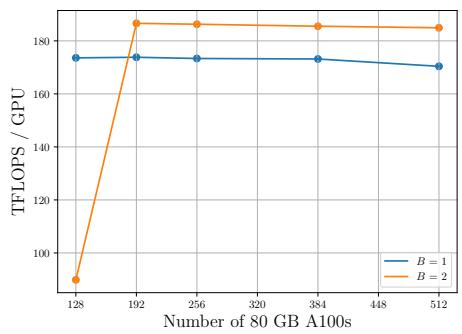 TFLOPS / GPU
180
160
140
120
100
128 192 256 320 384 448 512
Number of 80 GB A100s
B = 1
B = 2